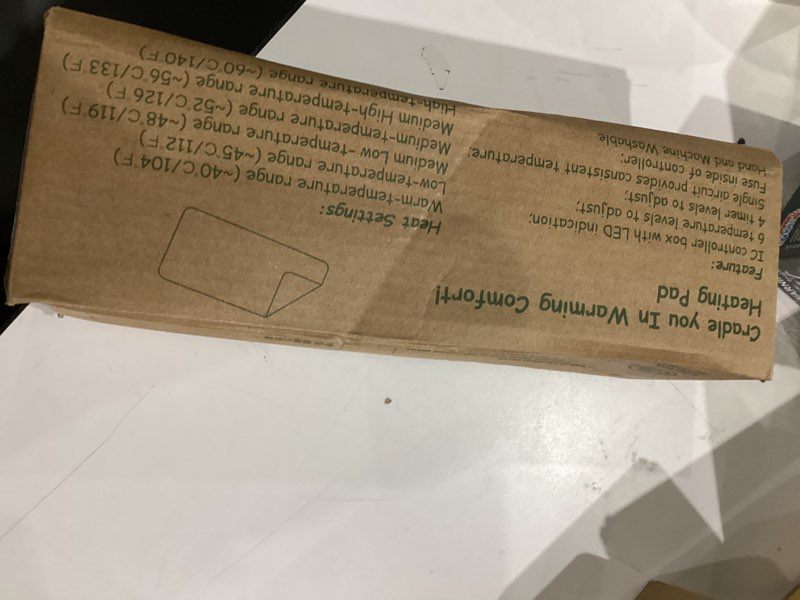 Cradle you In Warming Comfort!
Heating Pad
Feature:
IC controller box with LED indication;
6 temperature levels to adjust;
4 timer levels to adjust;
Single aircuit provides cansistent temperature;
Fuse inside of controller;
Hand and Machine Washable
Heat Settings:
Warm-temperature range (~40°C/104°F)
Low-temperature range (~45°C/112°F)
Medium Low-temperature range (~48°C/119°F)
Medium-temperature range (~52°C/126°F)
Medium High-temperature range (~56°C/133°F)
High-temperature range (~60°C/140°F)